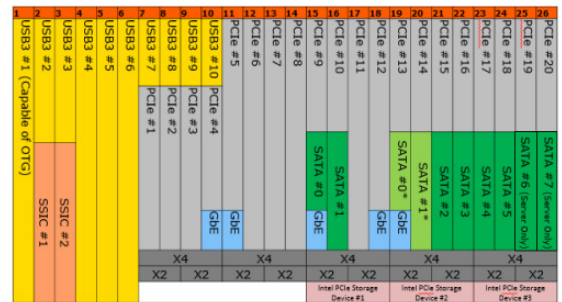 1 2 3 4 5 6 7 8 9 10 11 12 13 14 15 16 17 18 19 20 21 22 23 24 25 26
USB3 #1 (Capable of OTG)
USB3 #2
USB3 #3
USB3 #4
USB3 #5
USB3 #6
USB3 #7
USB3 #8
USB3 #9
USB3 #10
PCIe #5
PCIe #6
PCIe #7
PCIe #8
PCIe #9
PCIe #10
PCIe #11
PCIe #12
PCIe #13
PCIe #14
PCIe #15
PCIe #16
PCIe #17
PCIe #18
PCIe #19
PCIe #20
PCIe #1
PCIe #2
PCIe #3
PCIe #4
SSIC #1
SSIC #2
SATA #0
SATA #1
SATA #0*
SATA #1*
SATA #2
SATA #3
SATA #4
SATA #5
SATA #6 (Server Only)
SATA #7 (Server Only)
GbE
GbE
GbE
GbE
GbE
X4 X4 X4 X4 X4
X2 X2 X2 X2 X2 X2 X2 X2 X2 X2
Intel PCIe Storage
Device #1
Intel PCIe Storage
Device #2
Intel PCIe Storage
Device #3